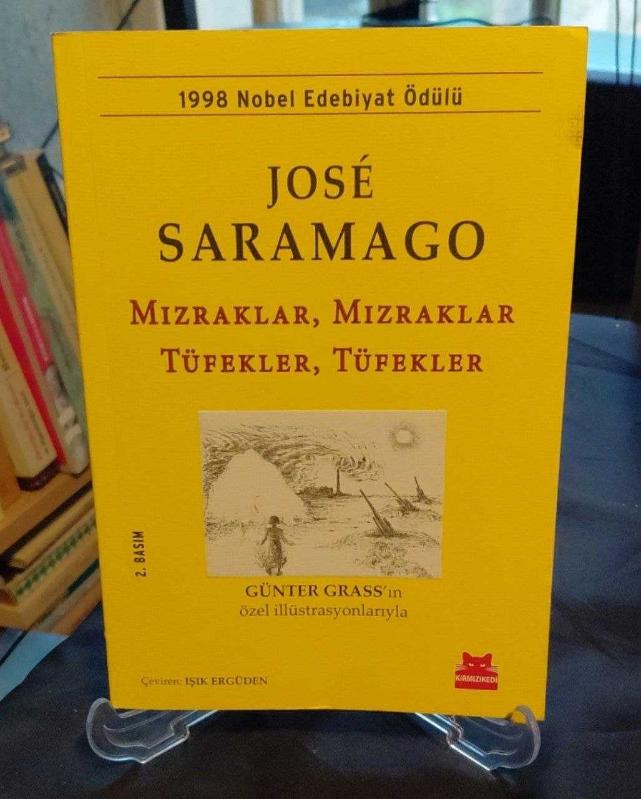 1998 Nobel Edebiyat Ödülü
JOSÉ
SARAMAGO
MIZRAKLAR, MIZRAKLAR
TÜFEKLER, TÜFEKLER
2. BASIM
GÜNTER GRASS'ın
özel illüstrasyonlarıyla
Çeviren: IŞIK ERGÜDEN
KIRMIZIKEDİ